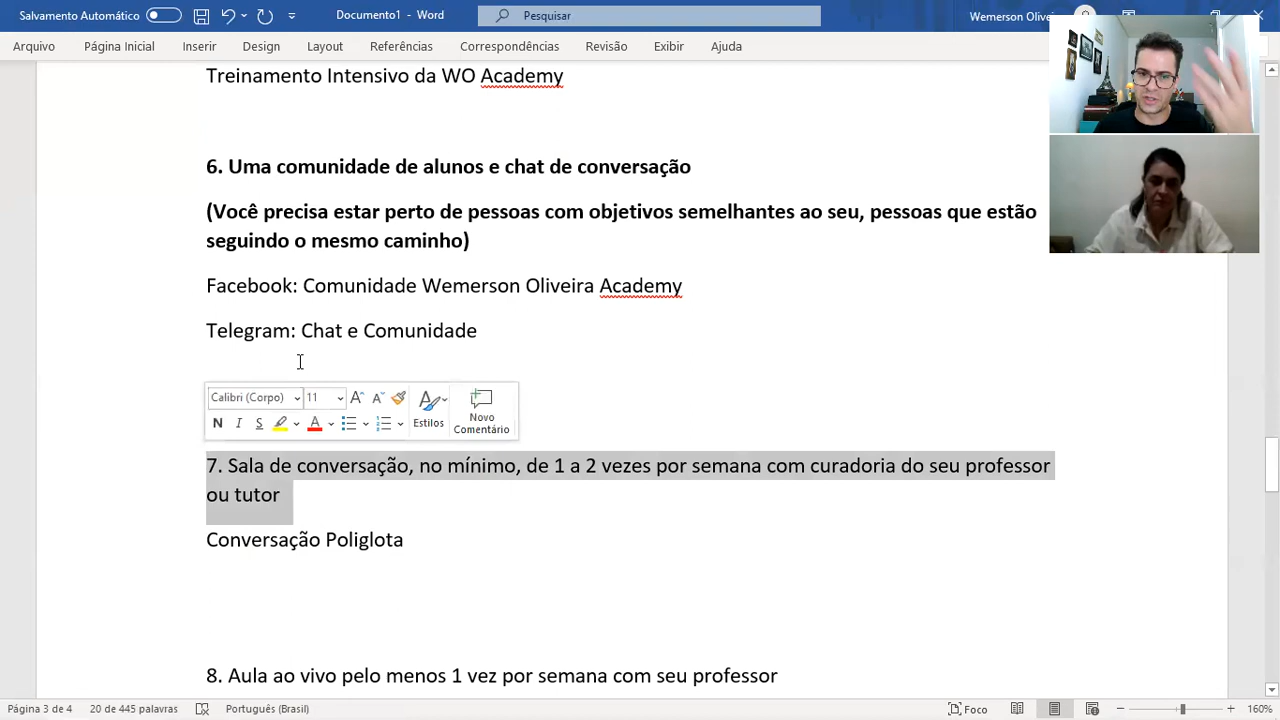 Salvamento Automático
Pesquisar
Wemerson Oliv
Arquivo Página Inicial Inserir Design Layout Referências Correspondências Revisão Exibir Ajuda
Treinamento Intensivo da WO Academy
6. Uma comunidade de alunos e chat de conversação
(Você precisa estar perto de pessoas com objetivos semelhantes ao seu, pessoas que estão
seguindo o mesmo caminho)
Facebook: Comunidade Wemerson Oliveira Academy
Telegram: Chat e Comunidade
Calibri (Corpo) 11
N I S A Estilos
Novo
Comentário
7. Sala de conversação, no mínimo, de 1 a 2 vezes por semana com curadoria do seu professor
ou tutor
Conversação Poliglota
8. Aula ao vivo pelo menos 1 vez por semana com seu professor
Página 3 de 4 20 de 445 palavras Português (Brasil) Foco 160%